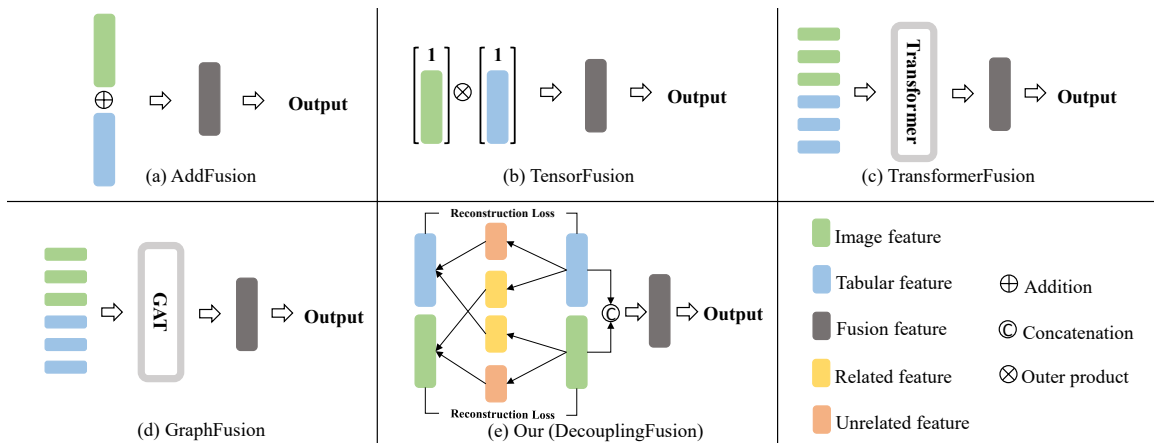 Output
(a) AddFusion
1
1
Output
(b) TensorFusion
Transformer
Output
(c) TransformerFusion
GAT
Output
(d) GraphFusion
Reconstruction Loss
C
Output
Reconstruction Loss
(e) Our (DecouplingFusion)
Image feature
Tabular feature
Fusion feature
Related feature
Unrelated feature
Addition
C Concatenation
Outer product